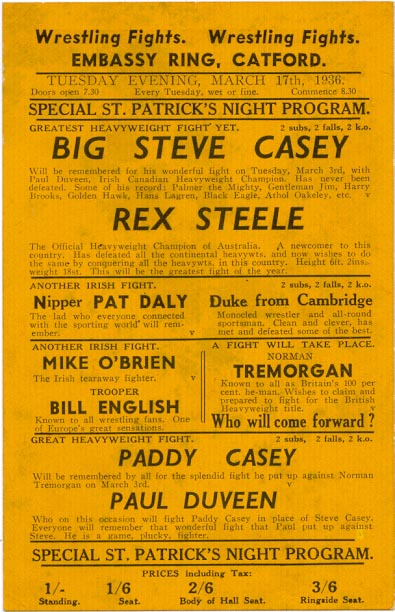 Wrestling Fights. Wrestling Fights.
EMBASSY RING, CATFORD.
TUESDAY EVENING, MARCH 17th, 1936.
Doors open 7.30 Every Tuesday, wet or fine. Commence 8.30
SPECIAL ST. PATRICK'S NIGHT PROGRAM.
GREATEST HEAVYWEIGHT FIGHT YET. 2 subs, 2 falls, 2 k.o.
BIG STEVE CASEY
Will be remembered for his wonderful fight on Tuesday, March 3rd, with
Paul Duveen, Irish Canadian Heavyweight Champion. Has never been
defeated. Some of his record: Palmer the Mighty, Gentleman Jim, Harry
Brooks, Golden Hawk, Hans Lagren, Black Eagle, Athol Oakeley, etc. v
REX STEELE
The Official Heavyweight Champion of Australia. A newcomer to this
country. Has defeated all the continental heavywts. and now wishes to do
the same by conquering all the heavywts. in this country. Height 6ft. 2ins.
weight 18st. This will be the greatest fight of the year.
ANOTHER IRISH FIGHT. 2 subs, 2 falls, 2 k.o.
Nipper PAT DALY
The lad who everyone connected
with the sporting world will rem-
ember. v
Duke from Cambridge
Monocled wrestler and all-round
sportsman. Clean and clever, has
met and defeated some of the best.
ANOTHER IRISH FIGHT.
MIKE O'BRIEN
The Irish tearaway fighter. v
TROOPER
BILL ENGLISH
Known to all wrestling fans. One
of Europe's great sensations.
A FIGHT WILL TAKE PLACE.
NORMAN
TREMORGAN
Known to all as Britain's 100 per
cent. he-man. Wishes to claim and
prepared to fight for the British
Heavyweight title. v
Who will come forward?
GREAT HEAVYWEIGHT FIGHT. 2 subs, 2 falls, 2 k.o.
PADDY CASEY
Will be remembered by all for the splendid fight he put up against Norman
Tremorgan on March 3rd. v
PAUL DUVEEN
Who on this occasion will fight Paddy Casey in place of Steve Casey.
Everyone will remember that wonderful fight that Paul put up against
Steve. He is a game, plucky, fighter.
SPECIAL ST. PATRICK'S NIGHT PROGRAM.
PRICES including Tax:
1/- 1/6 2/6 3/6
Standing. Seat. Body of Hall Seat. Ringside Seat.